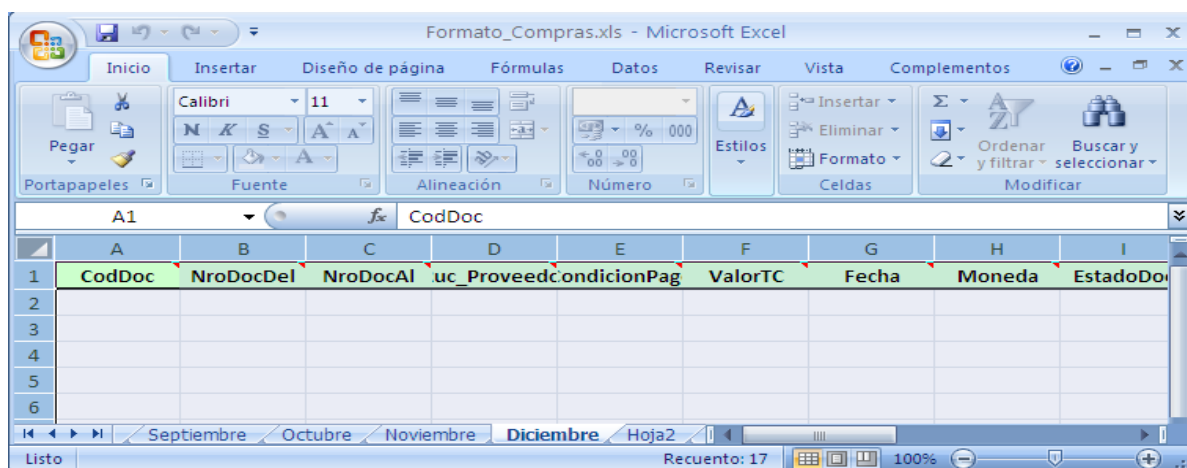 Formato_Compras.xls - Microsoft Excel
Inicio Insertar Diseño de página Fórmulas Datos Revisar Vista Complementos
Calibri 11 Insertar Σ
N K S A A % 000 Eliminar
Pegar Estilos Ordenar y filtrar Buscar y seleccionar
A Formato
Portapapeles Fuente Alineación Número Celdas Modificar
A1 fx CodDoc
A B C D E F G H I
1 CodDoc NroDocDel NroDocAl uc_Proveedc ondicionPag ValorTC Fecha Moneda EstadoDo
2
3
4
5
6
Septiembre Octubre Noviembre Diciembre Hoja2
Listo Recuento: 17 100%